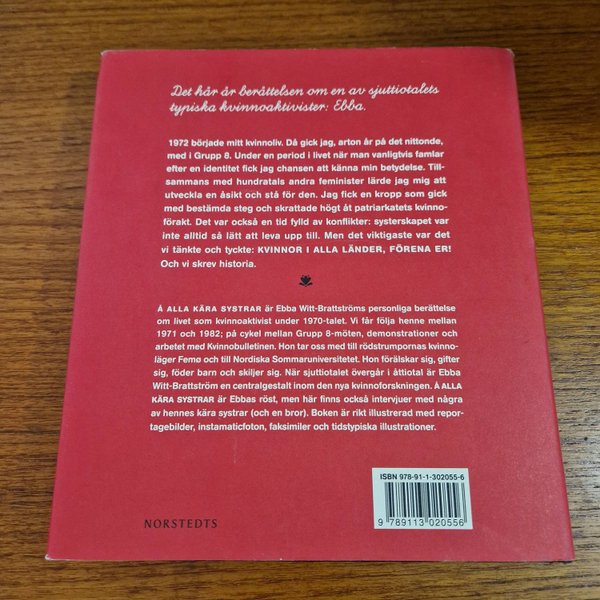 Det här är berättelsen om en av sjuttiotalets
typiska kvinnoaktivister: Ebba.
1972 började mitt kvinnoliv. Då gick jag, arton år på det nittonde,
med i Grupp 8. Under en period i livet när man vanligtvis famlar
efter en identitet fick jag chansen att känna min betydelse. Till-
sammans med hundratals andra feminister lärde jag mig att
utveckla en åsikt och stå för den. Jag fick en kropp som gick
med bestämda steg och skrattade högt åt patriarkatets kvinno-
förakt. Det var också en tid fylld av konflikter: systerskapet var
inte alltid så lätt att leva upp till. Men det viktigaste var det
vi tänkte och tyckte: KVINNOR I ALLA LÄNDER, FÖRENA ER!
Och vi skrev historia.
Å ALLA KÄRA SYSTRAR är Ebba Witt-Brattströms personliga berättelse
om livet som kvinnoaktivist under 1970-talet. Vi får följa henne mellan
1971 och 1982; på cykel mellan Grupp 8-möten, demonstrationer och
arbetet med Kvinnobulletinen. Hon tar oss med till rödstrumpornas kvinno-
läger Femø och till Nordiska Sommaruniversitetet. Hon förälskar sig, gifter
sig, föder barn och skiljer sig. När sjuttiotalet övergår i åttiotal är Ebba
Witt-Brattström en centralgestalt inom den nya kvinnoforskningen. Å ALLA
KÄRA SYSTRAR är Ebbas röst, men här finns också intervjuer med några
av hennes kära systrar (och en bror). Boken är rikt illustrerad med repor-
tagebilder, instamaticfoton, faksimiler och tidstypiska illustrationer.
ISBN 978-91-1-302055-6
9 789113 020556
NORSTEDTS